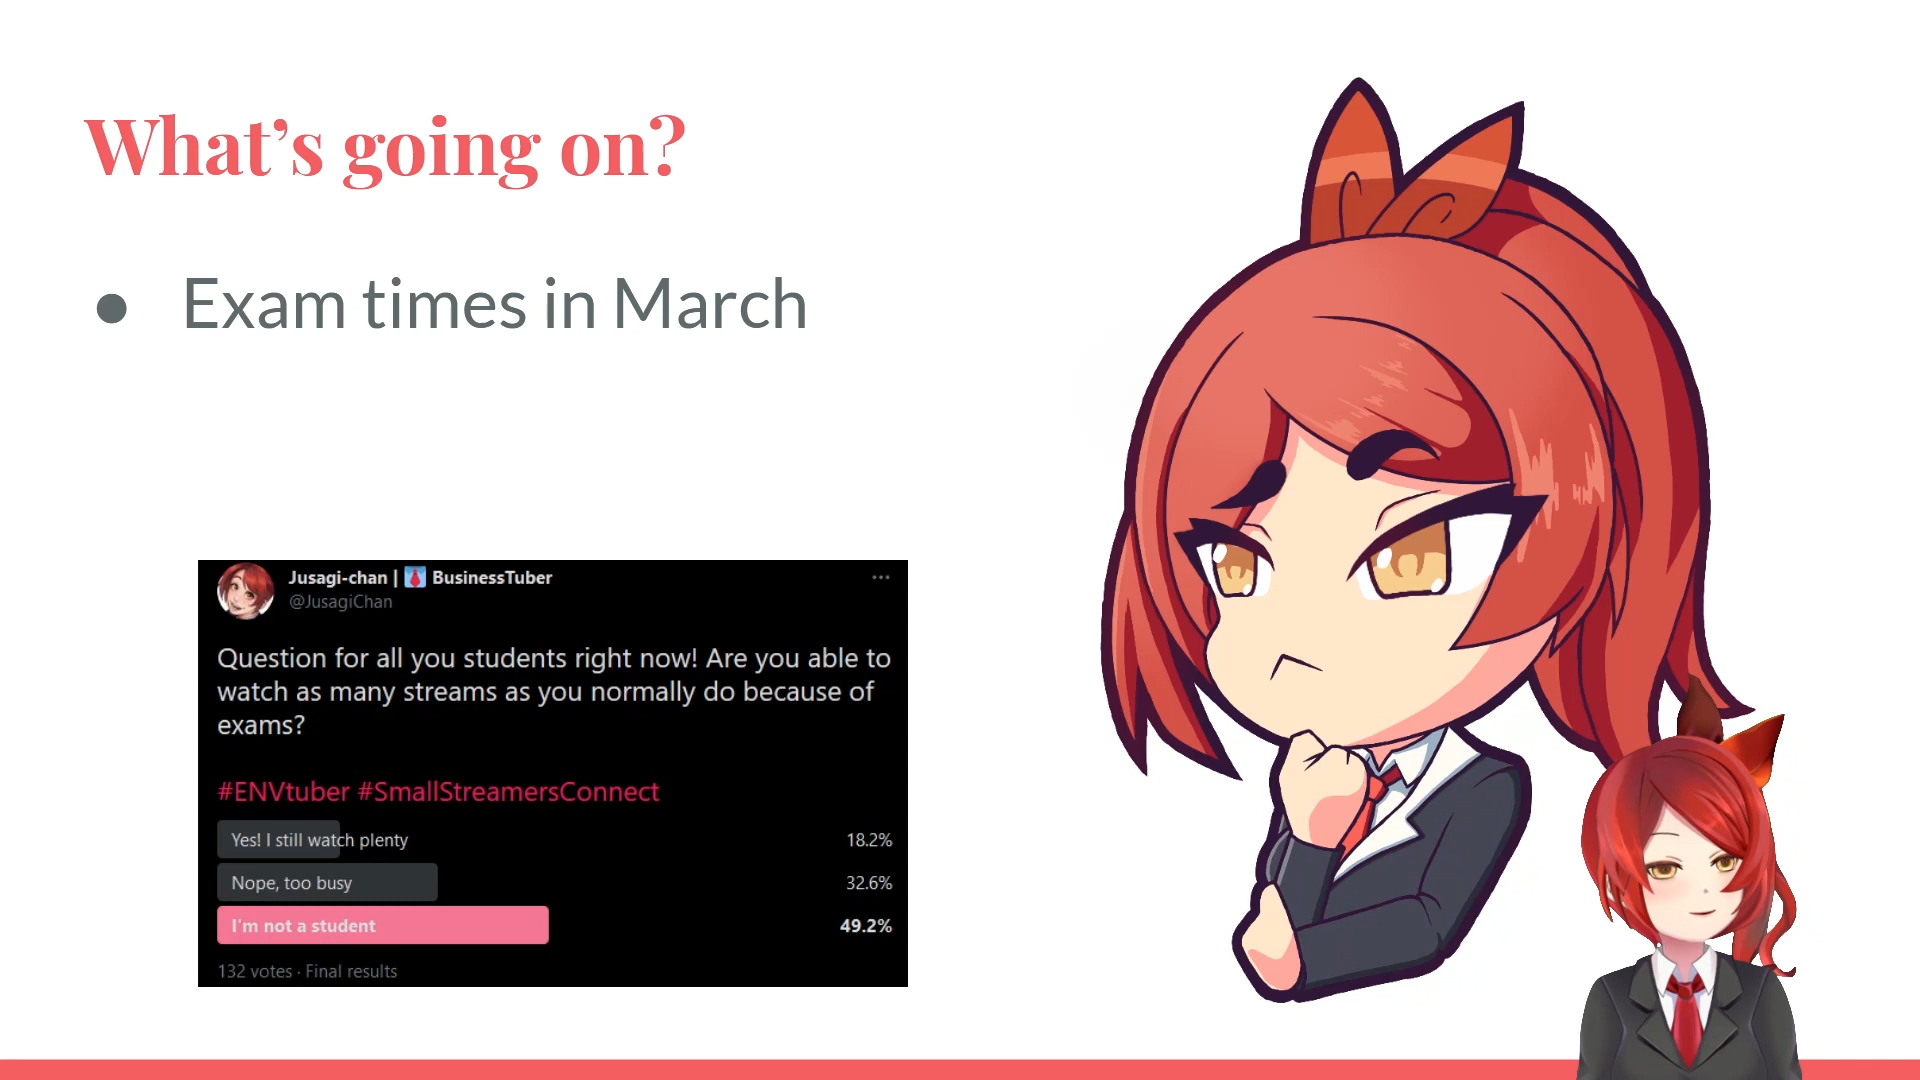 What’s going on?
● Exam times in March
Jusagi-chan | 👔 BusinessTuber
@JusagiChan
Question for all you students right now! Are you able to
watch as many streams as you normally do because of
exams?
#ENVtuber #SmallStreamersConnect
Yes! I still watch plenty 18.2%
Nope, too busy 32.6%
I'm not a student 49.2%
132 votes · Final results